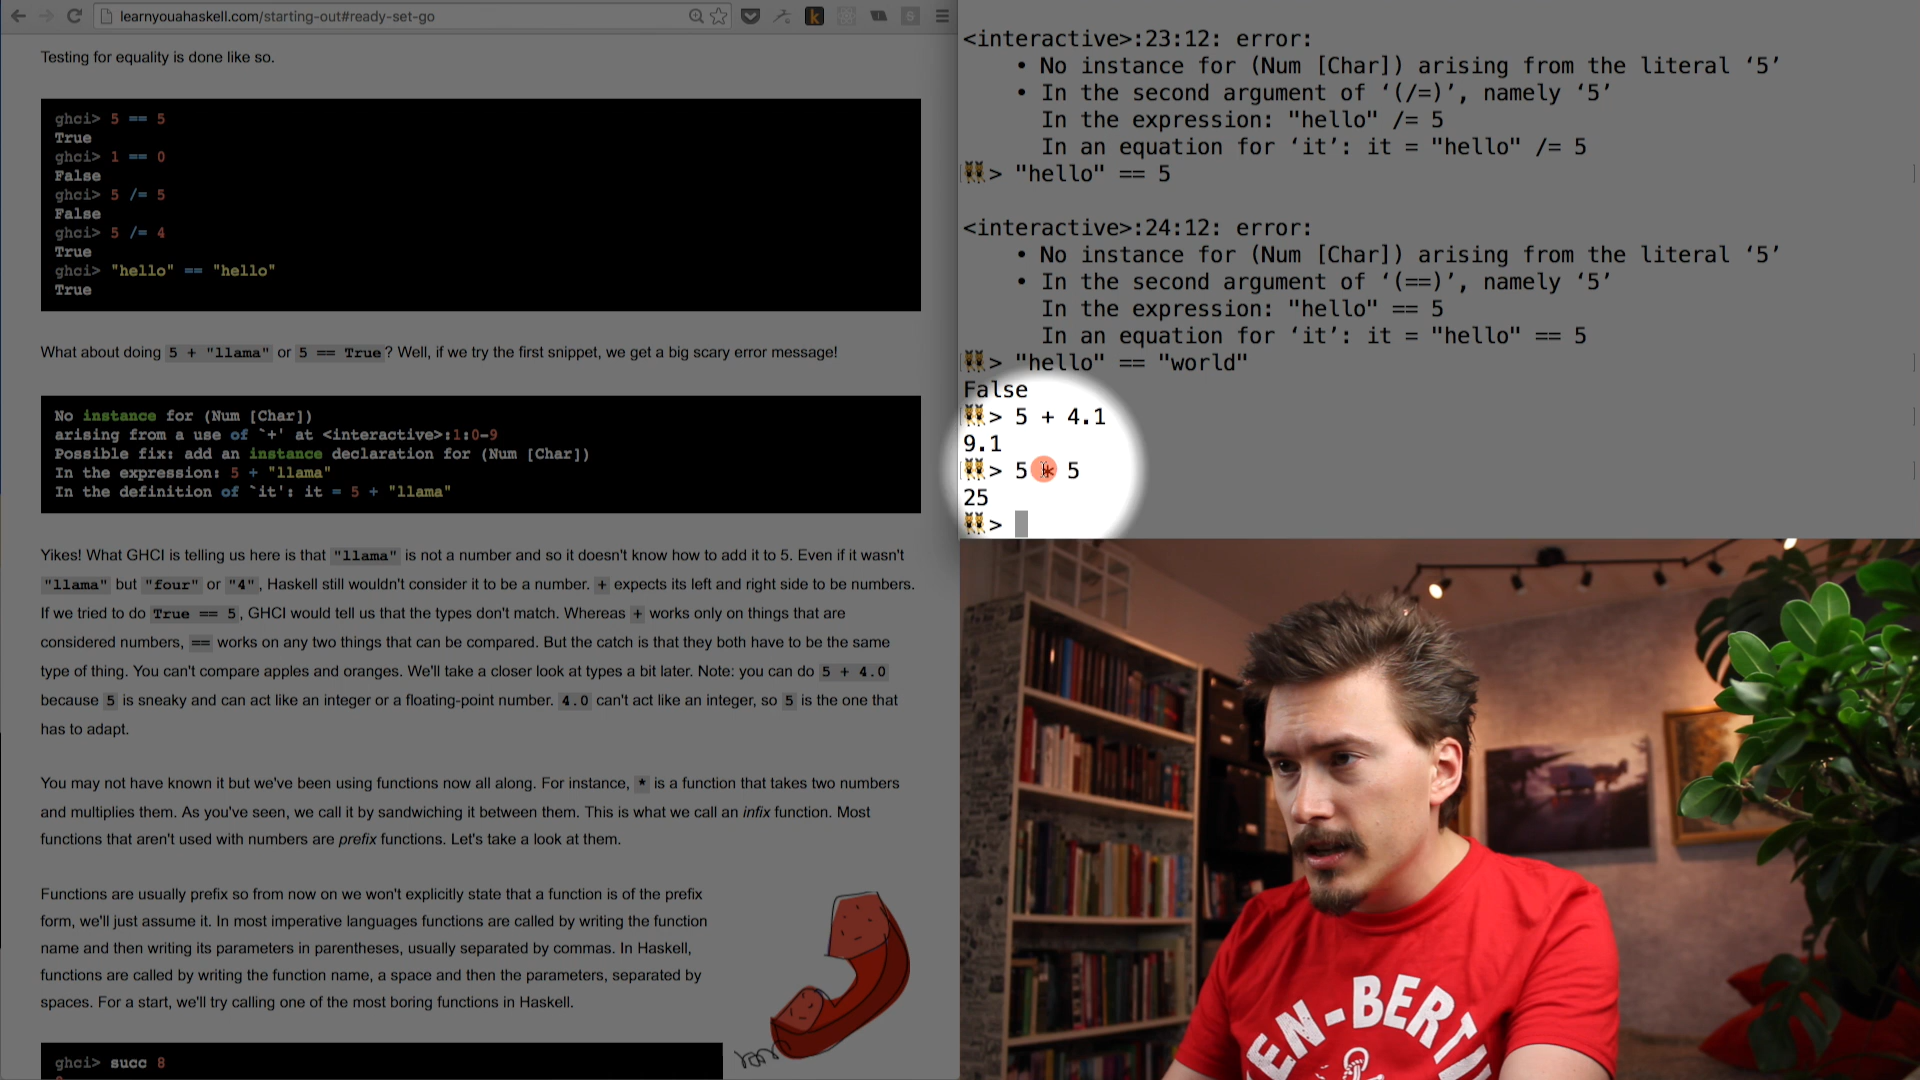 learnyouahaskell.com/starting-out#ready-set-go
Testing for equality is done like so.
ghci> 5 == 5
True
ghci> 1 == 0
False
ghci> 5 /= 5
False
ghci> 5 /= 4
True
ghci> "hello" == "hello"
True
What about doing 5 + "llama" or 5 == True? Well, if we try the first snippet, we get a big scary error message!
No instance for (Num [Char])
arising from a use of `+' at <interactive>:1:0-9
Possible fix: add an instance declaration for (Num [Char])
In the expression: 5 + "llama"
In the definition of `it': it = 5 + "llama"
Yikes! What GHCI is telling us here is that "llama" is not a number and so it doesn't know how to add it to 5. Even if it wasn't
"llama" but "four" or "4", Haskell still wouldn't consider it to be a number. + expects its left and right side to be numbers.
If we tried to do True == 5, GHCI would tell us that the types don't match. Whereas + works only on things that are
considered numbers, == works on any two things that can be compared. But the catch is that they both have to be the same
type of thing. You can't compare apples and oranges. We'll take a closer look at types a bit later. Note: you can do 5 + 4.0
because 5 is sneaky and can act like an integer or a floating-point number. 4.0 can't act like an integer, so 5 is the one that
has to adapt.
You may not have known it but we've been using functions now all along. For instance, * is a function that takes two numbers
and multiplies them. As you've seen, we call it by sandwiching it between them. This is what we call an infix function. Most
functions that aren't used with numbers are prefix functions. Let's take a look at them.
Functions are usually prefix so from now on we won't explicitly state that a function is of the prefix
form, we'll just assume it. In most imperative languages functions are called by writing the function
name and then writing its parameters in parentheses, usually separated by commas. In Haskell,
functions are called by writing the function name, a space and then the parameters, separated by
spaces. For a start, we'll try calling one of the most boring functions in Haskell.
ghci> succ 8
<interactive>:23:12: error:
• No instance for (Num [Char]) arising from the literal ‘5’
• In the second argument of ‘(/=)’, namely ‘5’
In the expression: "hello" /= 5
In an equation for ‘it’: it = "hello" /= 5
> "hello" == 5
<interactive>:24:12: error:
• No instance for (Num [Char]) arising from the literal ‘5’
• In the second argument of ‘(==)’, namely ‘5’
In the expression: "hello" == 5
In an equation for ‘it’: it = "hello" == 5
> "hello" == "world"
False
> 5 + 4.1
9.1
> 5 * 5
25
>
EN-BERTI